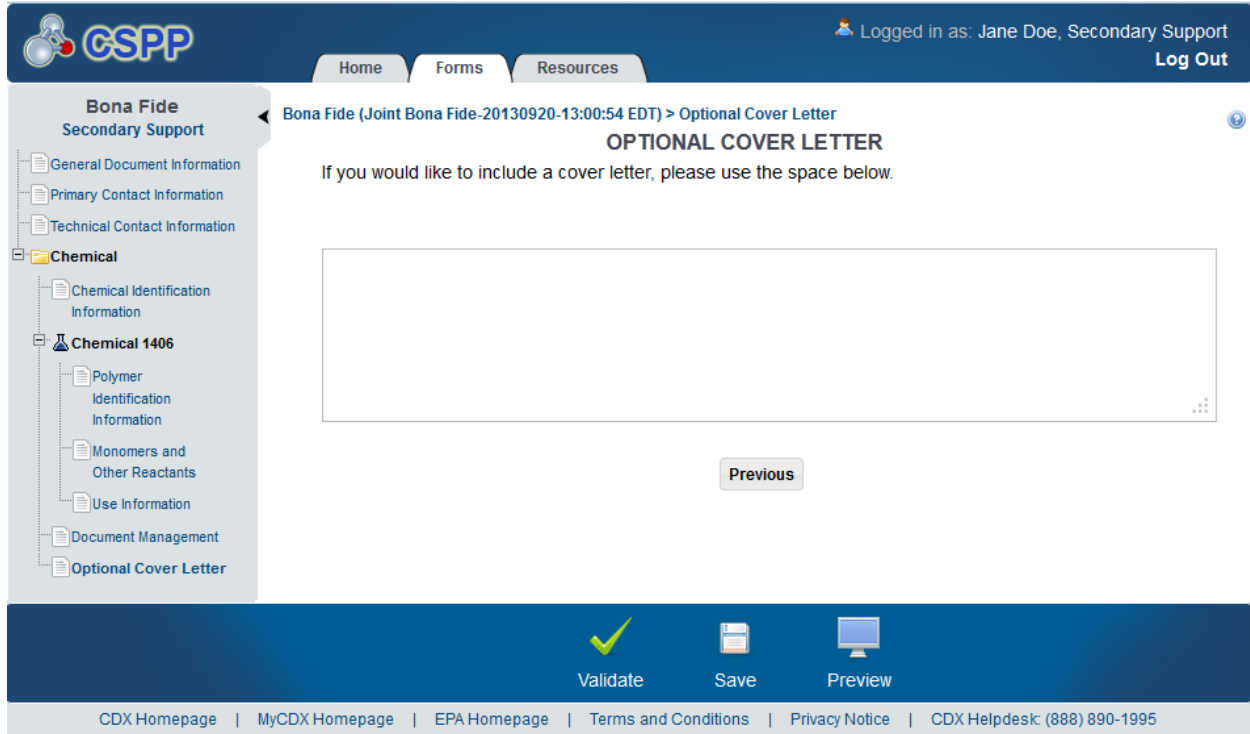 CSPP
Logged in as: Jane Doe, Secondary Support
Log Out
Home Forms Resources
Bona Fide
Secondary Support
General Document Information
Primary Contact Information
Technical Contact Information
Chemical
Chemical Identification
Information
Chemical 1406
Polymer
Identification
Information
Monomers and
Other Reactants
Use Information
Document Management
Optional Cover Letter
Bona Fide (Joint Bona Fide-20130920-13:00:54 EDT) > Optional Cover Letter
OPTIONAL COVER LETTER
If you would like to include a cover letter, please use the space below.
Previous
Validate Save Preview
CDX Homepage | MyCDX Homepage | EPA Homepage | Terms and Conditions | Privacy Notice | CDX Helpdesk: (888) 890-1995